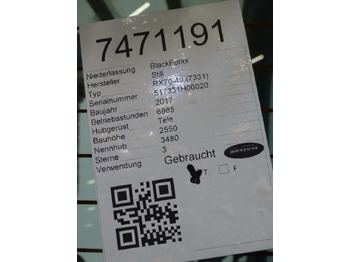 7471191
Niederlassung BlackForxx
Hersteller Still
Typ RX70-40 (7331)
Serialnummer 517331H00020
Baujahr 2017
Betriebsstunden 6985
Hubgerüst Tele
Bauhöhe 2550
Nennhub 3480
Sterne 3
Verwendung Gebraucht
T F